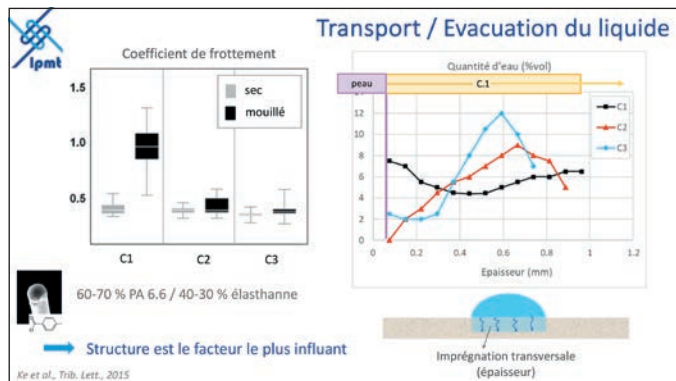 lpmt
Transport / Evacuation du liquide
Coefficient de frottement
1.5
1.0
0.5
sec
mouillé
C1
C2
C3
60-70 % PA 6.6 / 40-30 % élasthanne
Structure est le facteur le plus influant
Ke et al., Trib. Lett., 2015
Quantité d'eau (%vol)
peau
C.1
14
12
10
8
6
4
2
0
0
0.2
0.4
0.6
0.8
1
1.2
Epaisseur (mm)
C1
C2
C3
Imprégnation transversale
(épaisseur)